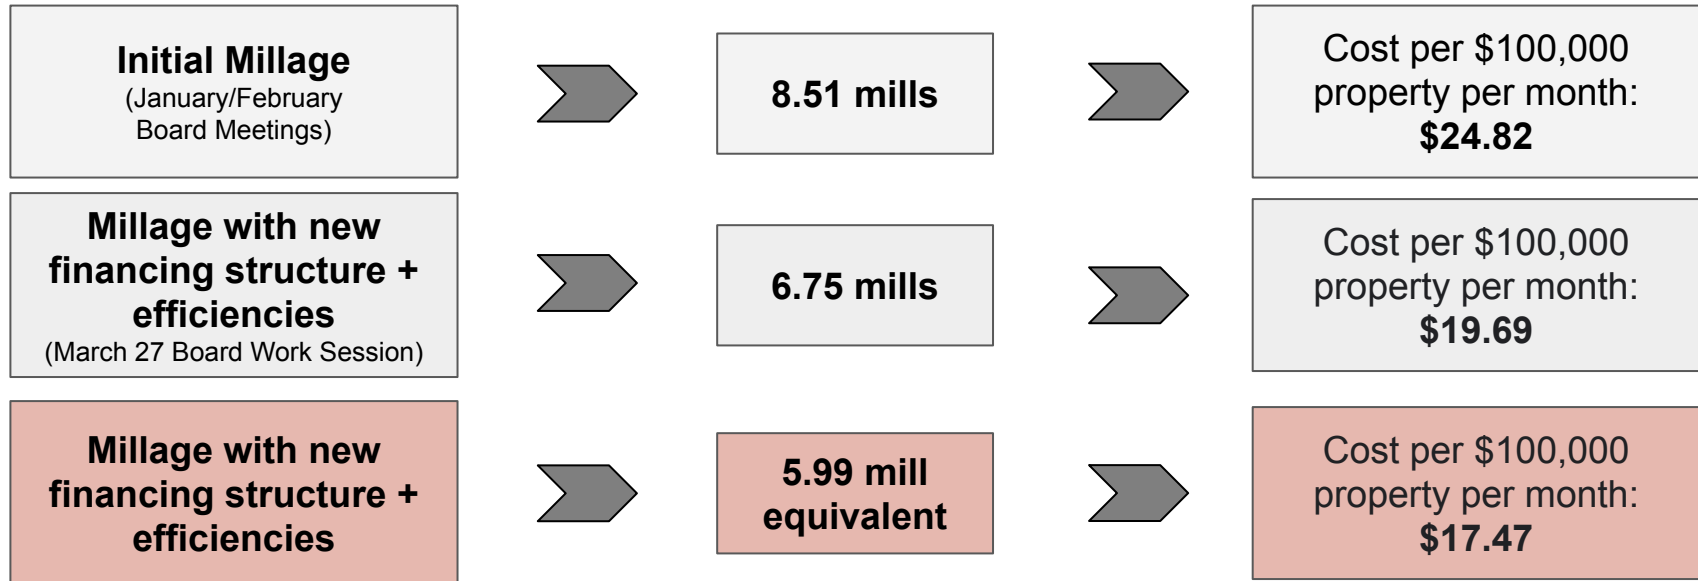 Initial Millage
(January/February
Board Meetings)
8.51 mills
Cost per $100,000
property per month:
$24.82
Millage with new
financing structure +
efficiencies
(March 27 Board Work Session)
6.75 mills
Cost per $100,000
property per month:
$19.69
Millage with new
financing structure +
efficiencies
5.99 mill
equivalent
Cost per $100,000
property per month:
$17.47